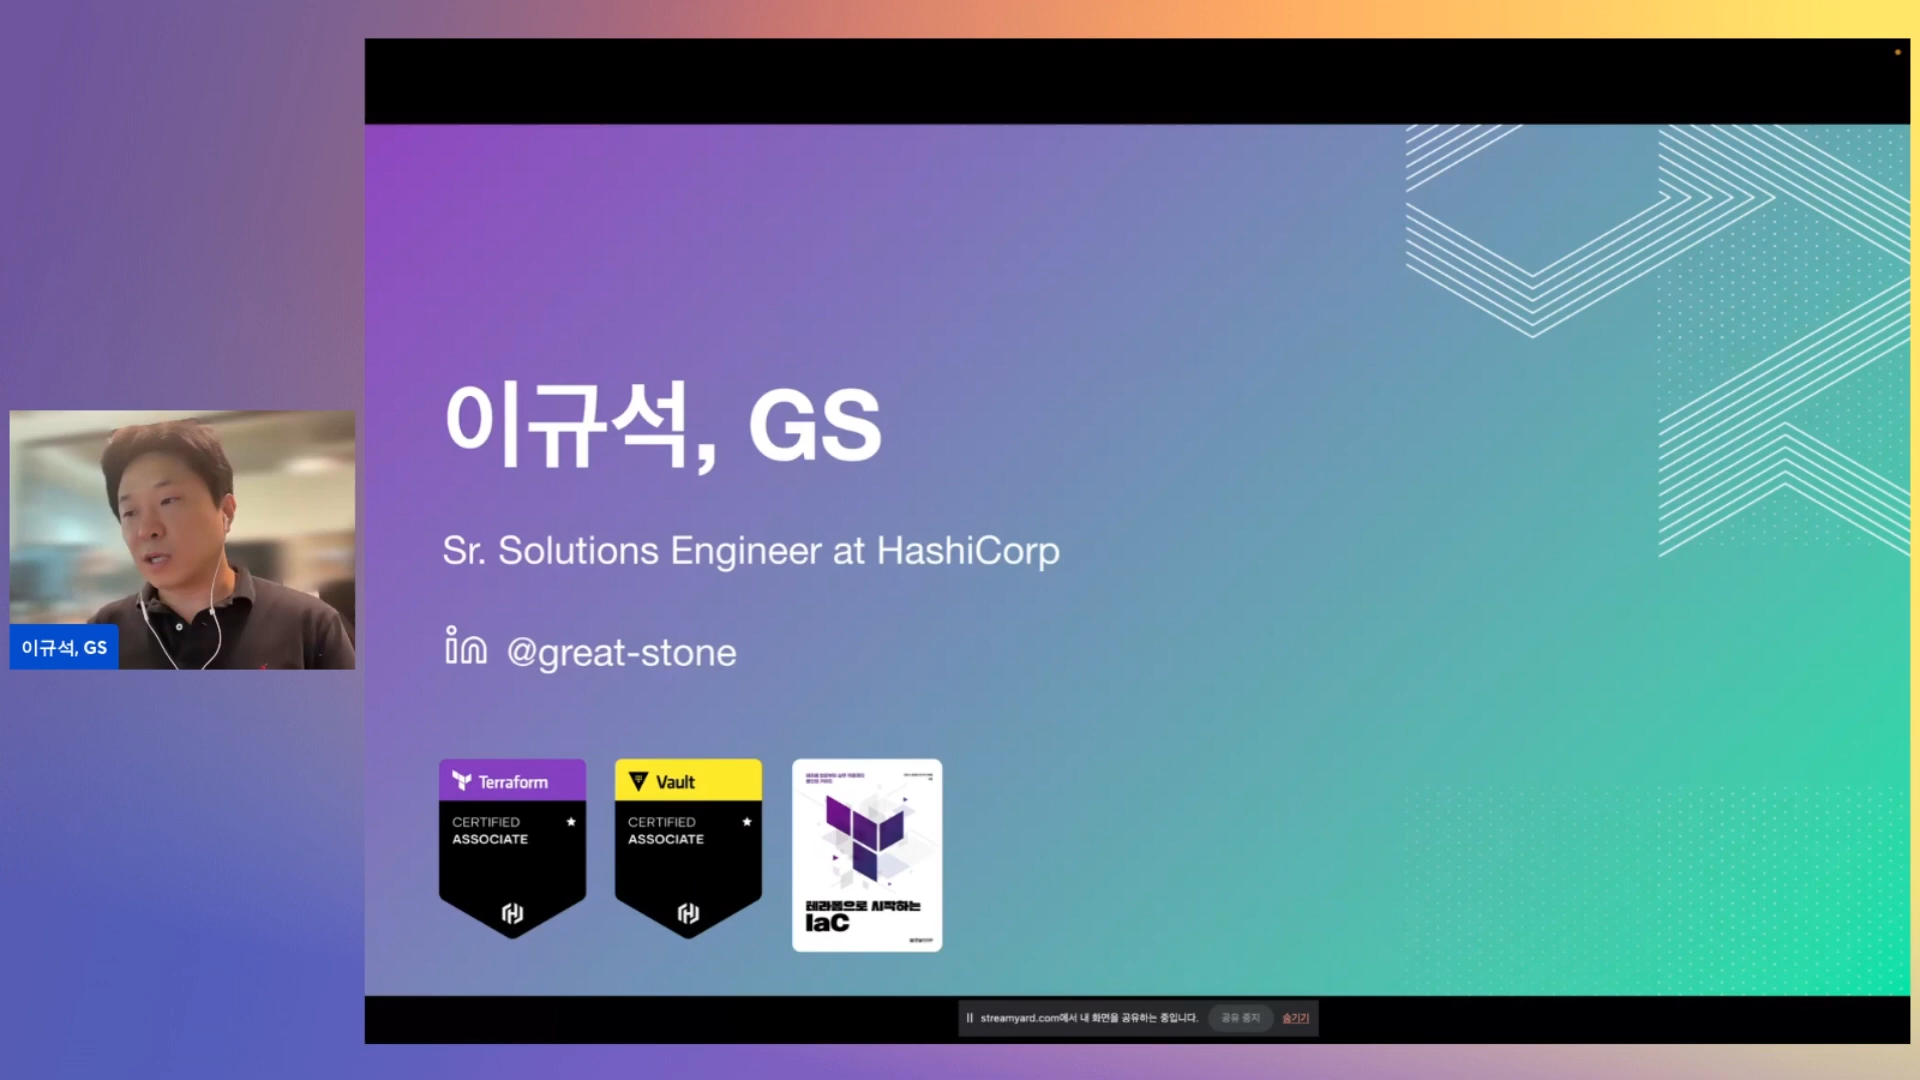 이규석, GS
Sr. Solutions Engineer at HashiCorp
in @great-stone
Terraform
CERTIFIED
ASSOCIATE
Vault
CERTIFIED
ASSOCIATE
테라폼으로 시작하는
IaC
이규석, GS
streamyard.com에서 내 화면을 공유하는 중입니다.
공유 중지
숨기기